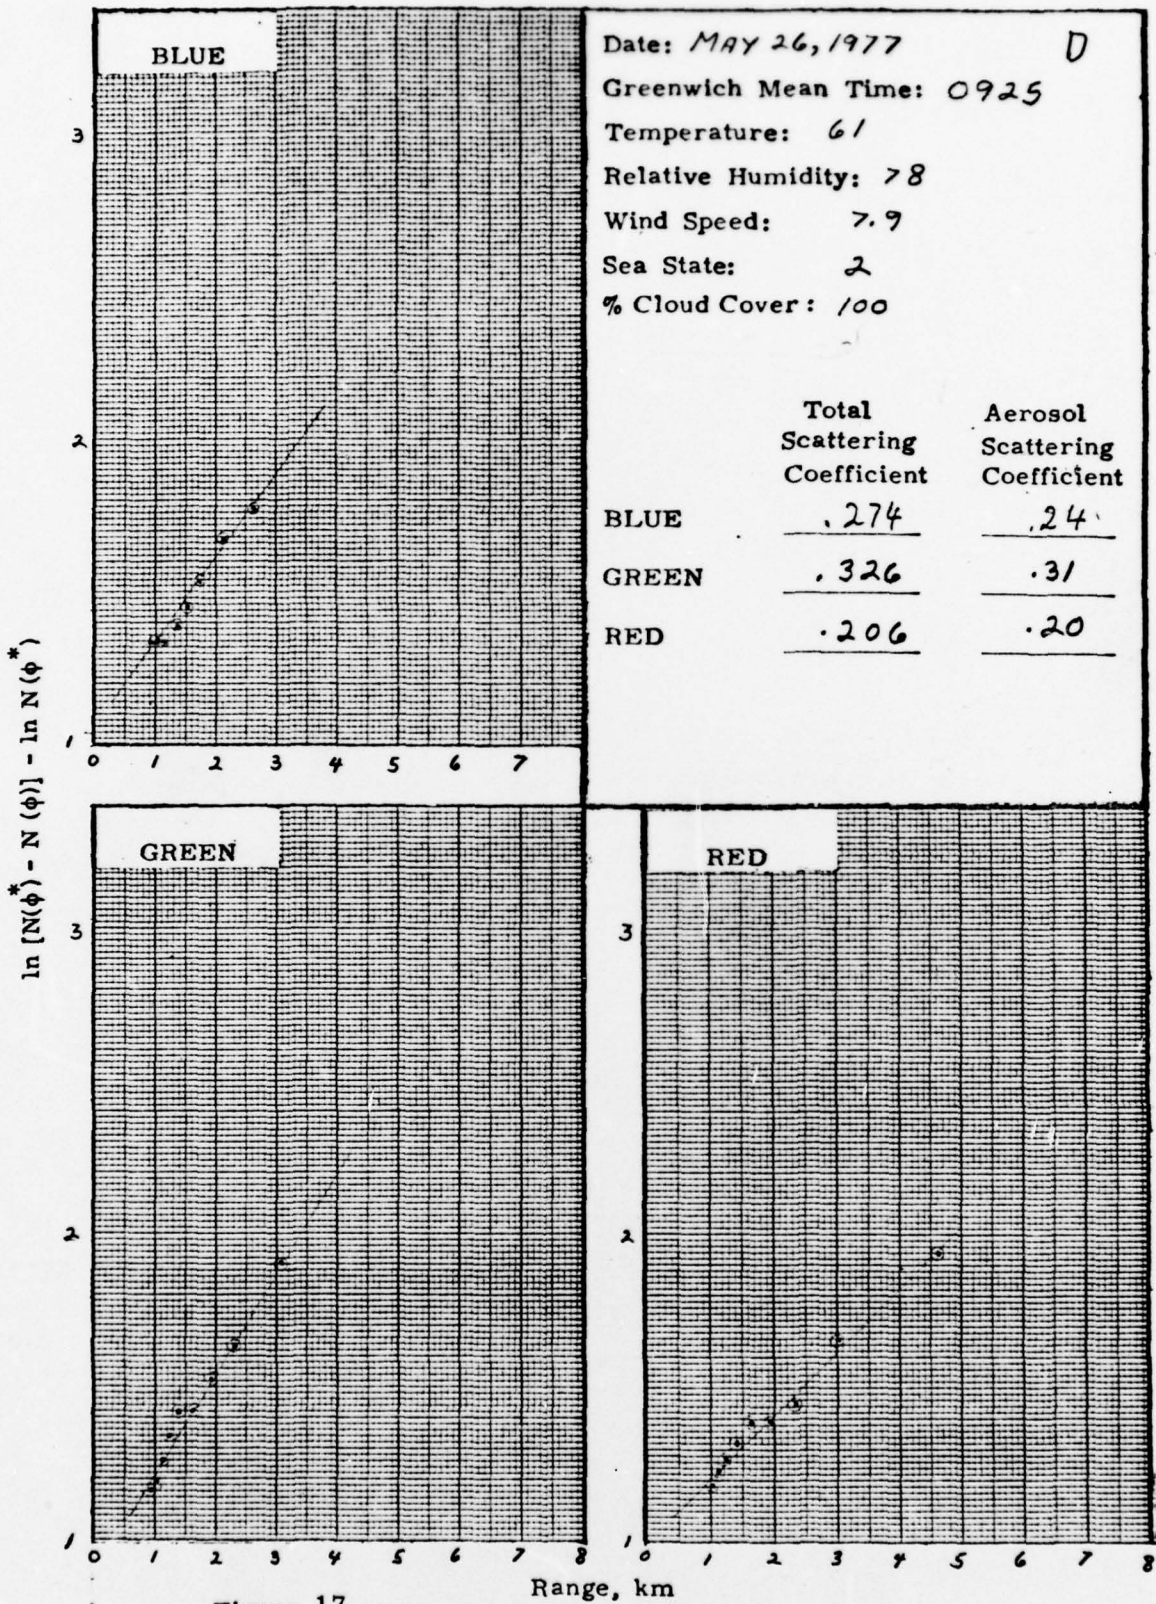 BLUE
3
2
1
0 1 2 3 4 5 6 7
Date: MAY 26, 1977 D
Greenwich Mean Time: 0925
Temperature: 61
Relative Humidity: 78
Wind Speed: 7.9
Sea State: 2
% Cloud Cover: 100
Total Scattering Coefficient
Aerosol Scattering Coefficient
BLUE .274 .24
GREEN .326 .31
RED .206 .20
ln [N(φ*) - N (φ)] - ln N (φ*)
GREEN
3
2
1
0 1 2 3 4 5 6 7 8
RED
3
2
1
0 1 2 3 4 5 6 7 8
Range, km
Figure 17